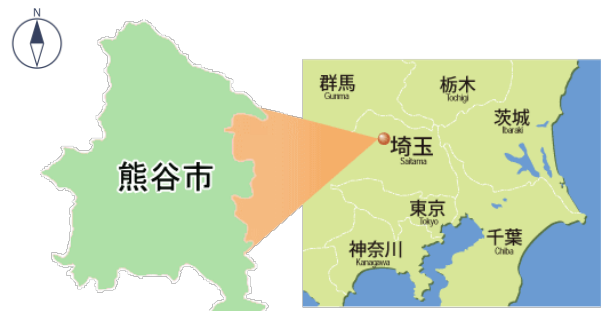 N
熊谷市
群馬
Gunma
栃木
Tochigi
茨城
Ibaraki
埼玉
Saitama
東京
Tokyo
千葉
Chiba
神奈川
Kanagawa